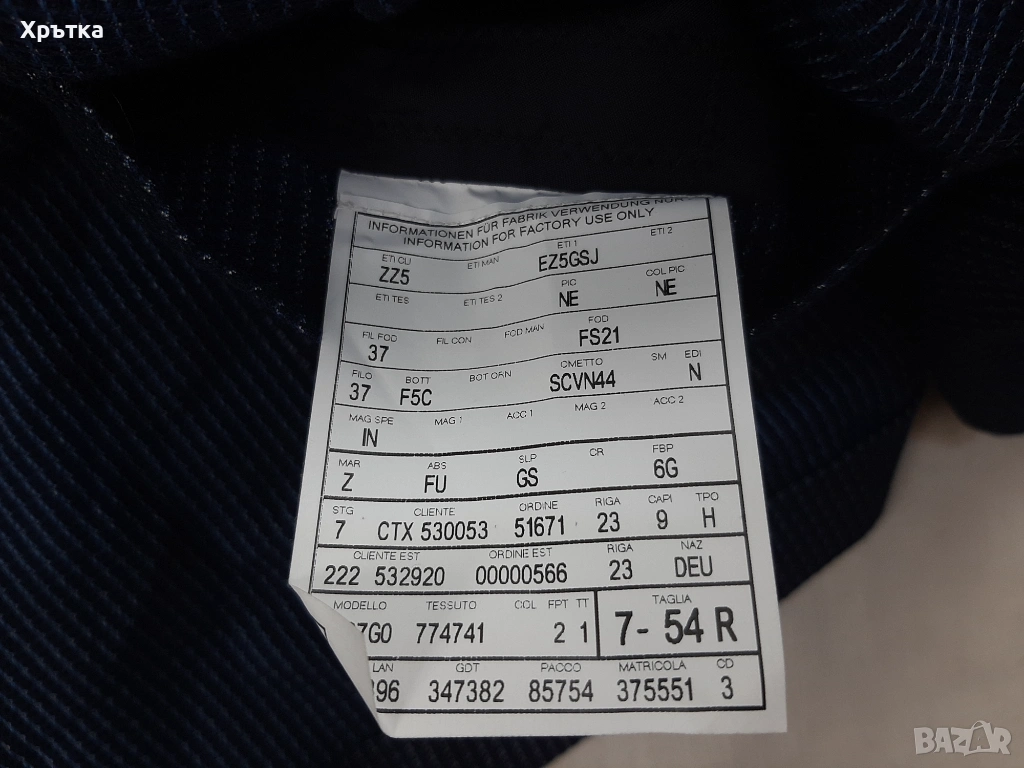 Хрътка
INFORMATIONEN FÜR FABRIK VERWENDUNG NUR
INFORMATION FOR FACTORY USE ONLY
ETI CU ETI MAN ETI 1 ETI 2
ZZ5 EZ5GSJ
ETI TES ETI TES 2 PIC COL PIC
NE NE
FIL FOD FIL CON FOD MAN FOD
37 FS21
FILO BOTT BOT ORN CMETTO SM EDI
37 F5C SCVN44 N
MAG SPE MAG 1 ACC 1 MAG 2 ACC 2
IN
MAR ABS SLP CR FBP
Z FU GS 6G
STG CLIENTE ORDINE RIGA CAPI TPO
7 CTX 530053 51671 23 9 H
CLIENTE EST ORDINE EST RIGA NAZ
222 532920 00000566 23 DEU
MODELLO TESSUTO COL FPT TT TAGLIA
7G0 774741 2 1 7- 54 R
LAN GDT PACCO MATRICOLA CD
96 347382 85754 375551 3
BAZAR